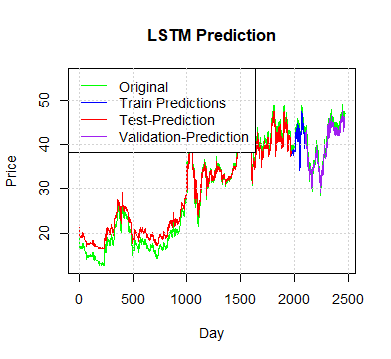 LSTM Prediction
Original
Train Predictions
Test-Prediction
Validation-Prediction
Price
50
40
30
20
0
500
1000
1500
2000
2500
Day